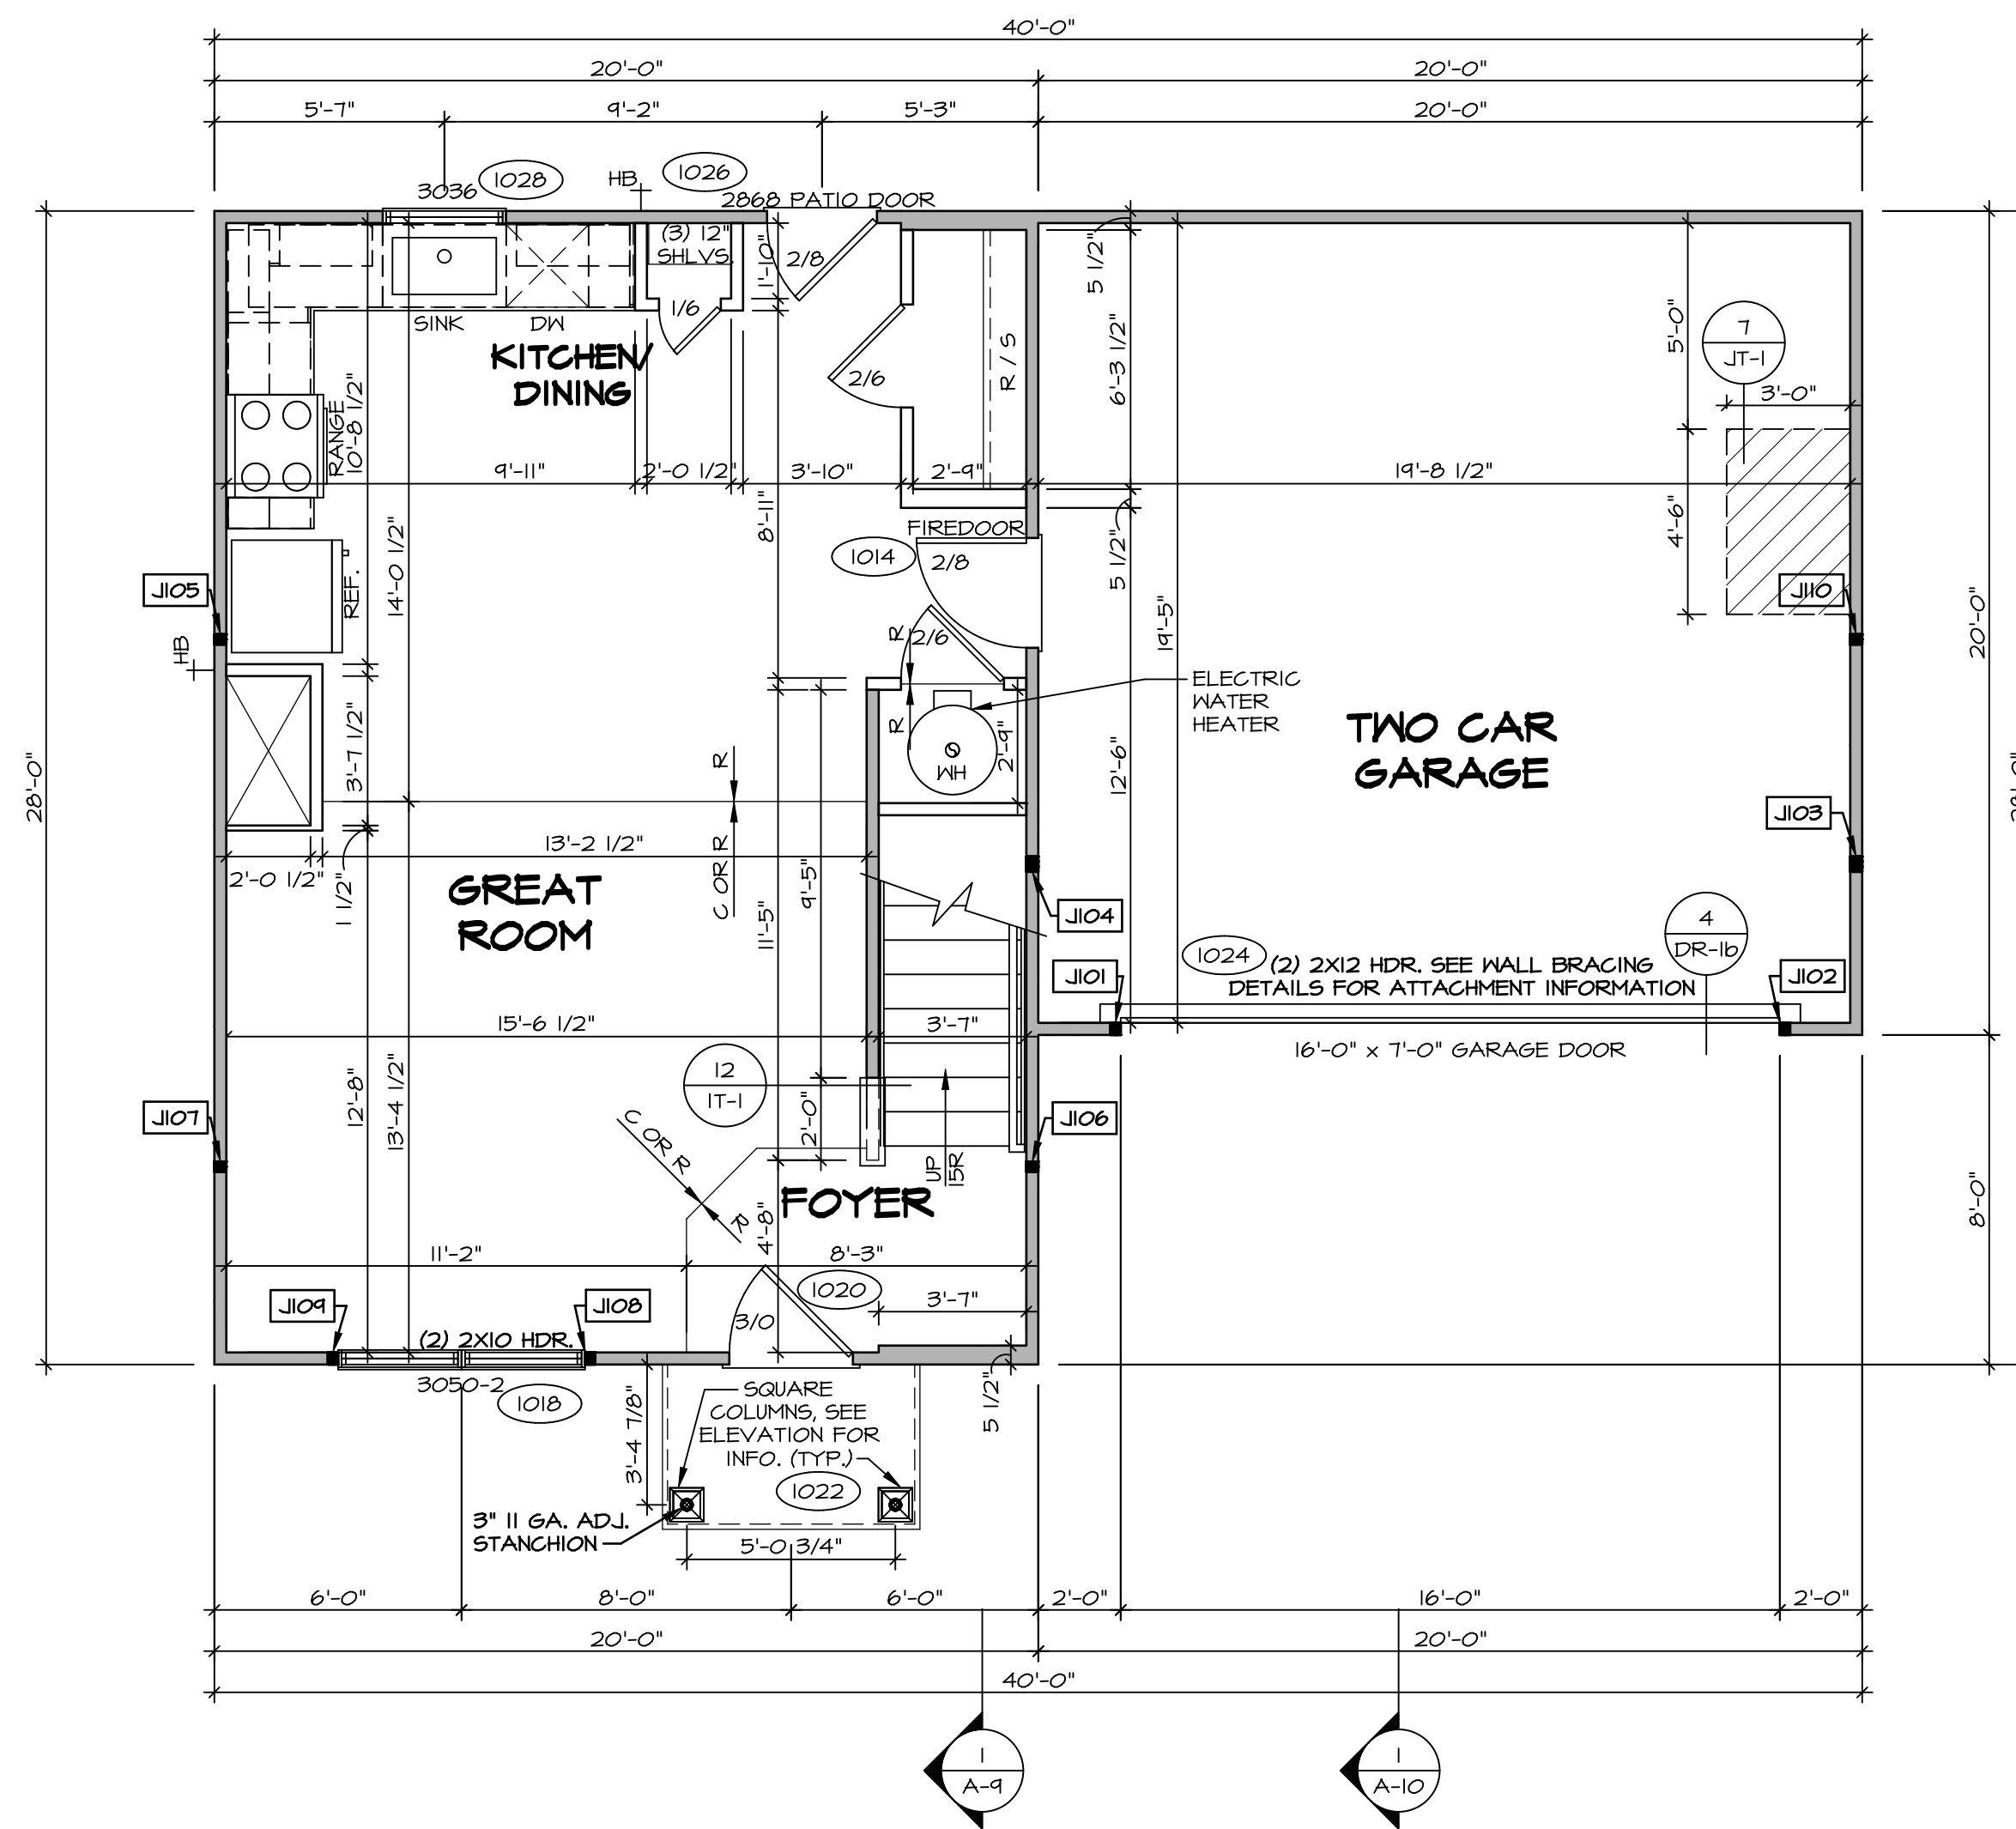 40'-0"
20'-0"
20'-0"
5'-7"
9'-2"
5'-3"
20'-0"
3036
1028
HB
1026
2868 PATIO DOOR
(3) 12"
SHLVS.
1'-10"
2/8
5 1/2"
1/6
SINK
DW
KITCHEN/
DINING
2/6
R / S
6'-3 1/2"
5'-0"
7
JT-1
3'-0"
RANGE
10'-8 1/2"
9'-11"
2'-0 1/2"
3'-10"
2'-9"
19'-8 1/2"
8'-11"
FIREDOOR
1014
2/8
5 1/2"
4'-6"
14'-0 1/2"
REF.
J105
J110
HB
R
2/6
19'-5"
20'-0"
ELECTRIC
WATER
HEATER
R
WH
2'-9"
3'-7 1/2"
R
12'-6"
TWO CAR
GARAGE
28'-0"
28'-0"
J103
13'-2 1/2"
2'-0 1/2"
1 1/2"
C OR R
9'-5"
11'-5"
GREAT
ROOM
J104
4
DR-1b
1024
(2) 2X12 HDR. SEE WALL BRACING
DETAILS FOR ATTACHMENT INFORMATION
J101
J102
15'-6 1/2"
3'-7"
16'-0" x 7'-0" GARAGE DOOR
12
1T-1
12'-8"
13'-4 1/2"
2'-0"
J107
J106
C OR R
R
UP
15R
FOYER
8'-0"
4'-8"
11'-2"
8'-3"
1020
3'-7"
J109
J108
3/0
(2) 2X10 HDR.
3050-2
1018
3'-4 7/8"
SQUARE
COLUMNS, SEE
ELEVATION FOR
INFO. (TYP.)
5 1/2"
1022
3" 11 GA. ADJ.
STANCHION
5'-0 3/4"
6'-0"
8'-0"
6'-0"
2'-0"
16'-0"
2'-0"
20'-0"
20'-0"
40'-0"
1
A-9
1
A-10